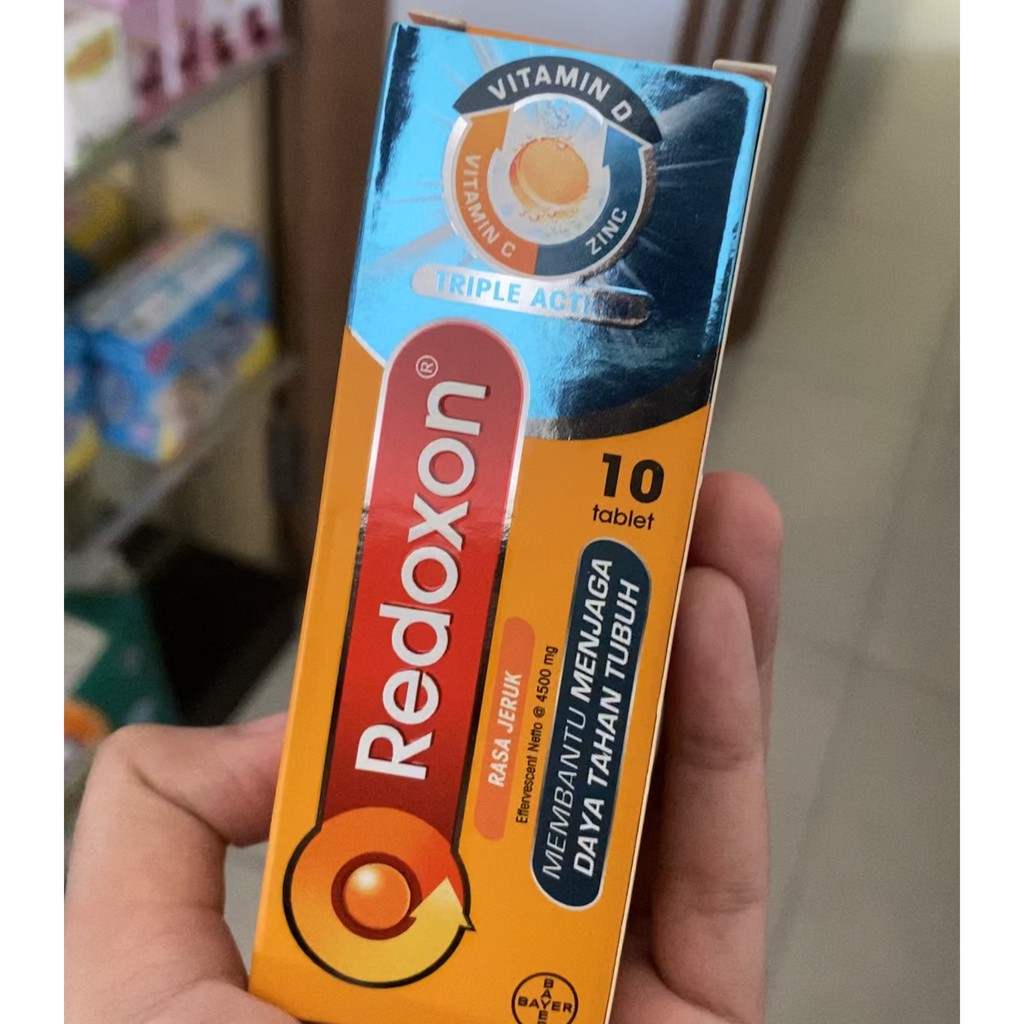 VITAMIN D
VITAMIN C
ZINC
TRIPLE
Redoxon®
10
tablet
RASA JERUK
Effervescent Netto @ 4500 mg
MEMBANTU MENJAGA
DAYA TAHAN TUBUH
BAYER